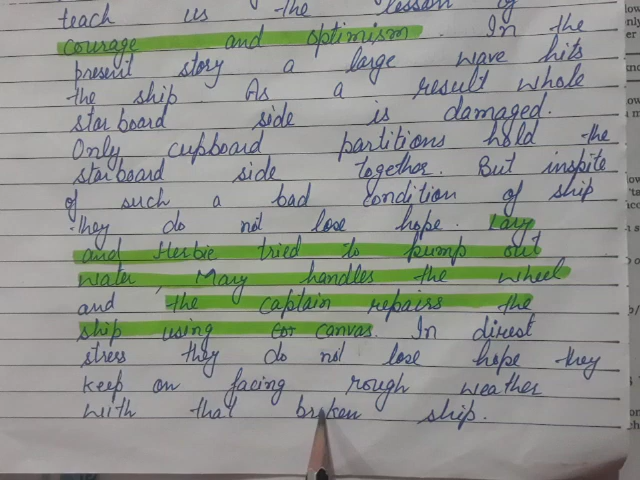 teach us the lesson of
courage and optimism. In the
present story a large wave hits
the ship. As a result whole
starboard side is damaged.
Only cupboard partitions hold the
starboard side together. But inspite
of such a bad condition of ship
they do not lose hope. Lary
and Herbie tried to pump out
water, Mary handles the wheel
and the captain repairs the
ship using canvas. In direst
stress they do not lose hope they
keep on facing rough weather
with that broken ship.